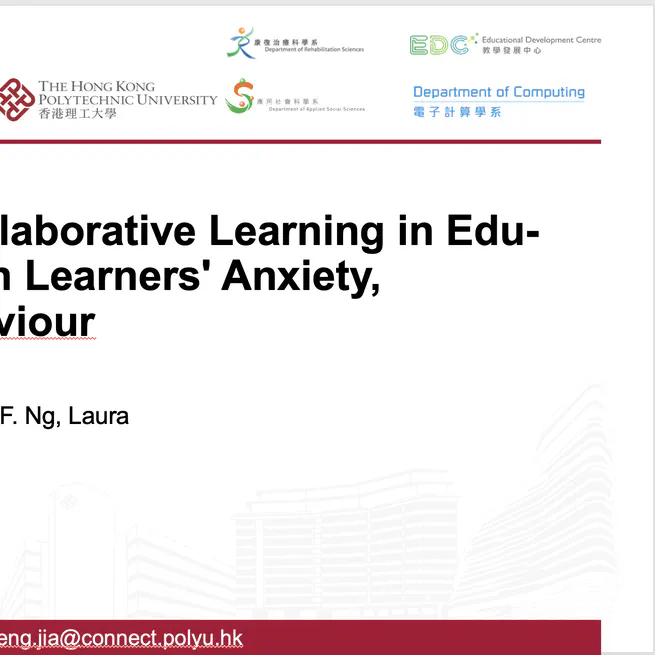 康復治療科學系
Department of Rehabilitation Sciences
Educational Development Centre
EDC
教學發展中心
THE HONG KONG
POLYTECHNIC UNIVERSITY
香港理工大學
應用社會科學系
Department of Applied Social Sciences
Department of Computing
電子計算學系
llaborative Learning in Edu-
n Learners' Anxiety,
viour
F. Ng, Laura
eng.jia@connect.polyu.hk